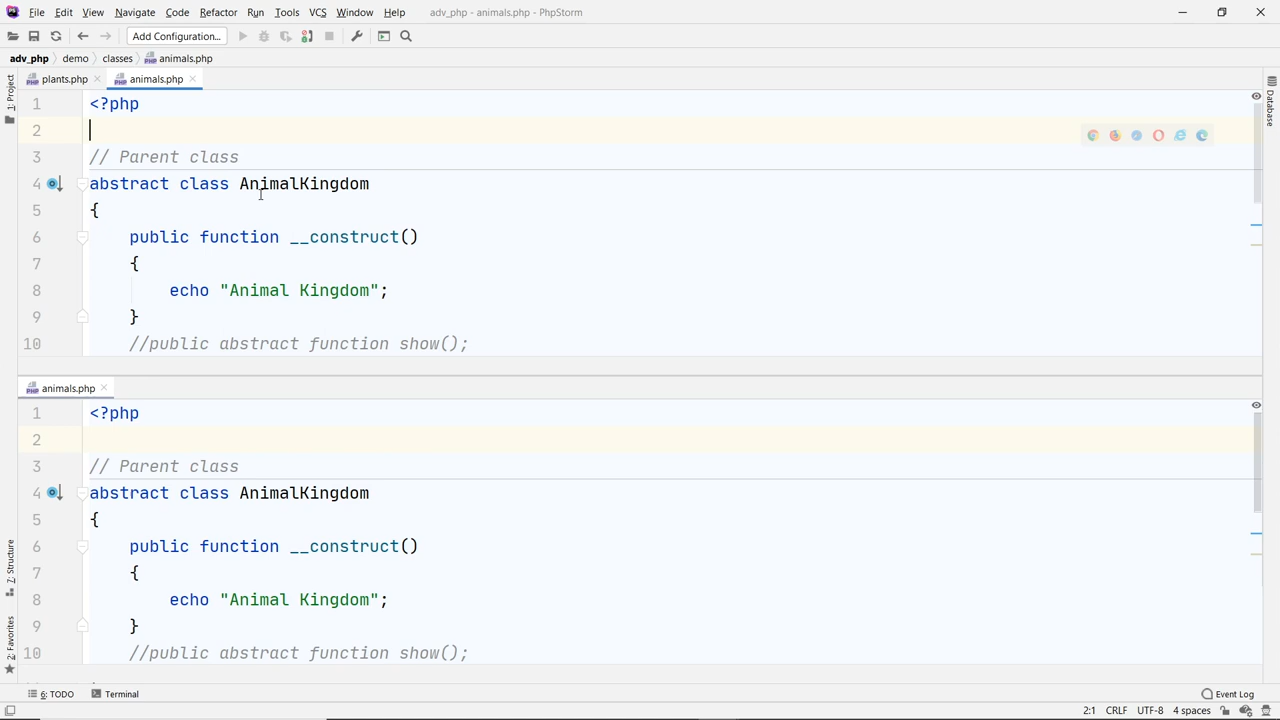 File Edit View Navigate Code Refactor Run Tools VCS Window Help adv_php - animals.php - PhpStorm
Add Configuration...
adv_php demo classes animals.php
plants.php animals.php
1 <?php
2
3 // Parent class
4 abstract class AnimalKingdom
5 {
6 public function __construct()
7 {
8 echo "Animal Kingdom";
9 }
10 //public abstract function show();
animals.php
1 <?php
2
3 // Parent class
4 abstract class AnimalKingdom
5 {
6 public function __construct()
7 {
8 echo "Animal Kingdom";
9 }
10 //public abstract function show();
1: Project
7: Structure
2: Favorites
Database
6: TODO Terminal Event Log
2:1 CRLF UTF-8 4 spaces